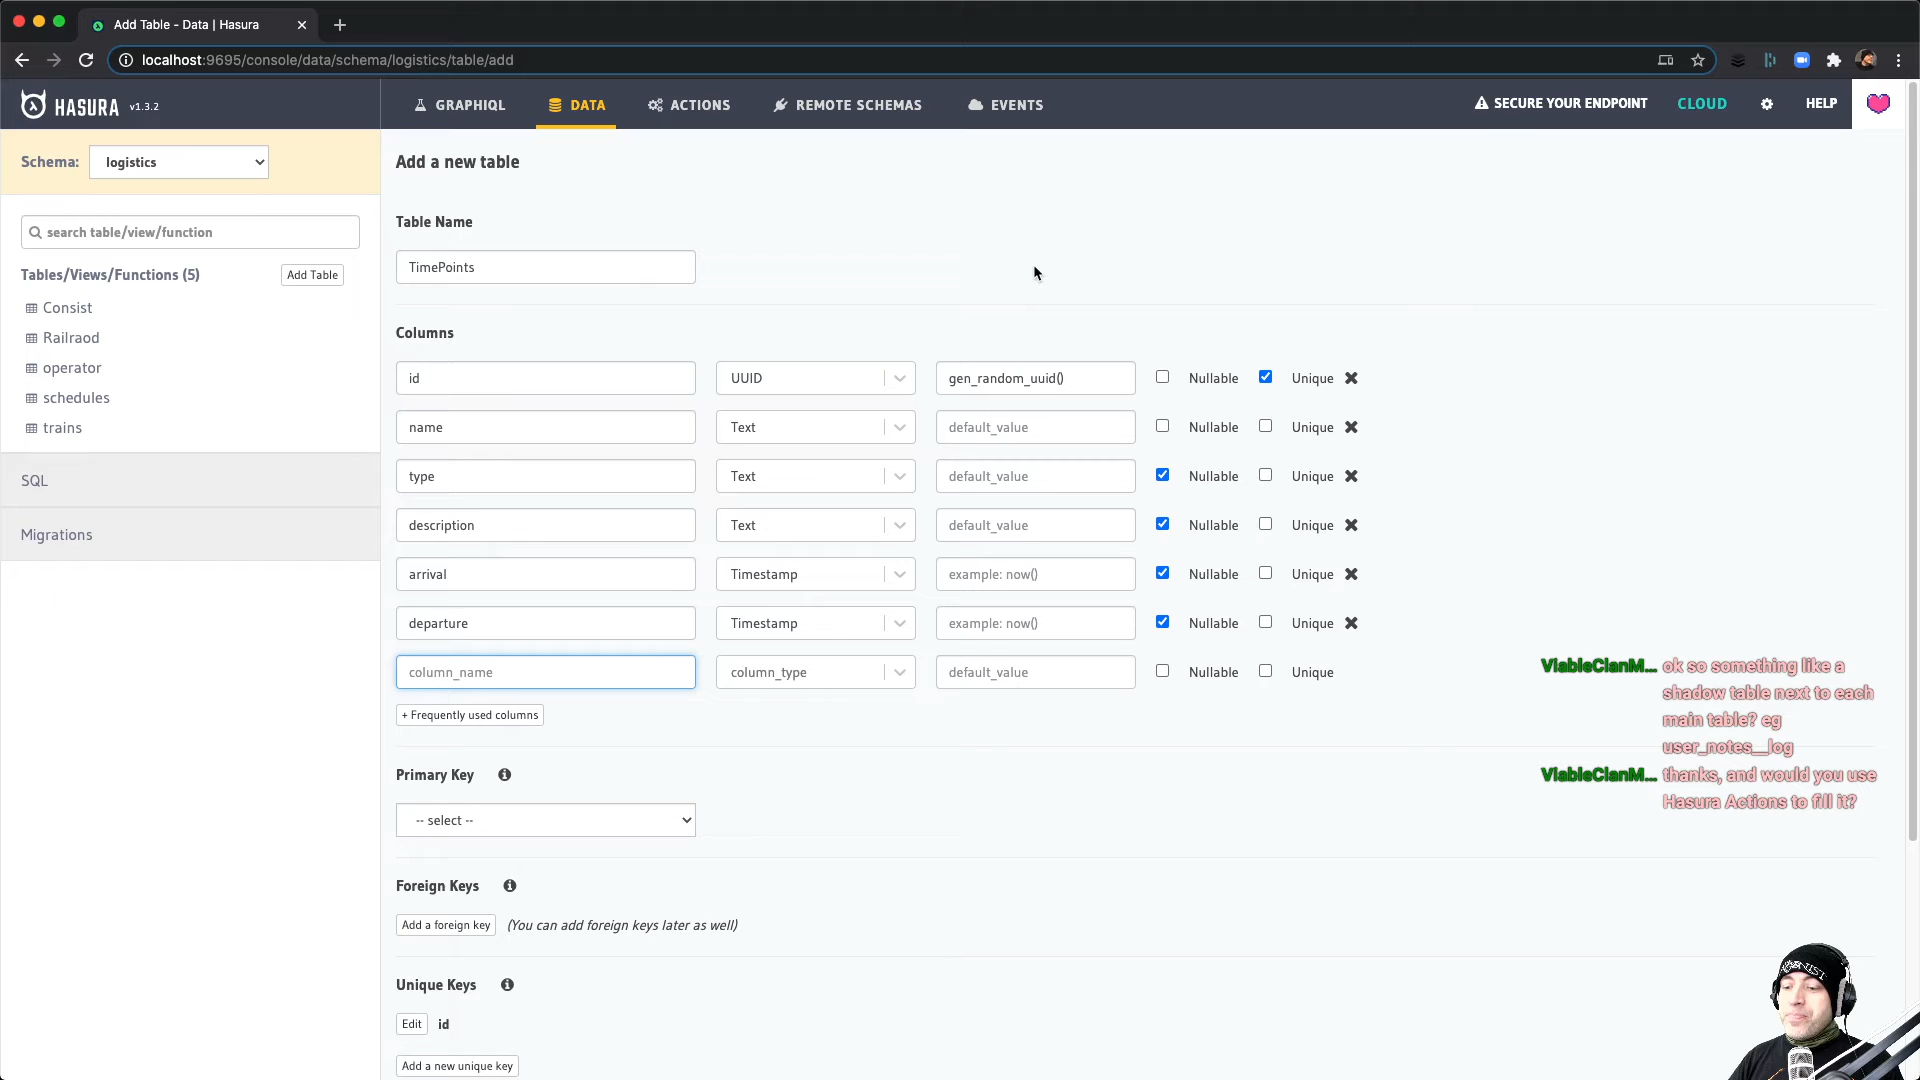 Add Table - Data | Hasura
localhost:9695/console/data/schema/logistics/table/add
HASURA v1.3.2
GRAPHIQL
DATA
ACTIONS
REMOTE SCHEMAS
EVENTS
SECURE YOUR ENDPOINT
CLOUD
HELP
Schema: logistics
search table/view/function
Tables/Views/Functions (5)
Add Table
Consist
Railraod
operator
schedules
trains
SQL
Migrations
Add a new table
Table Name
TimePoints
Columns
id UUID gen_random_uuid() Nullable Unique
name Text default_value Nullable Unique
type Text default_value Nullable Unique
description Text default_value Nullable Unique
arrival Timestamp example: now() Nullable Unique
departure Timestamp example: now() Nullable Unique
column_name column_type default_value Nullable Unique
+ Frequently used columns
Primary Key
-- select --
Foreign Keys
Add a foreign key (You can add foreign keys later as well)
Unique Keys
Edit id
Add a new unique key
ViableClanM... ok so something like a
shadow table next to each
main table? eg
user_notes__log
ViableClanM... thanks, and would you use
Hasura Actions to fill it?